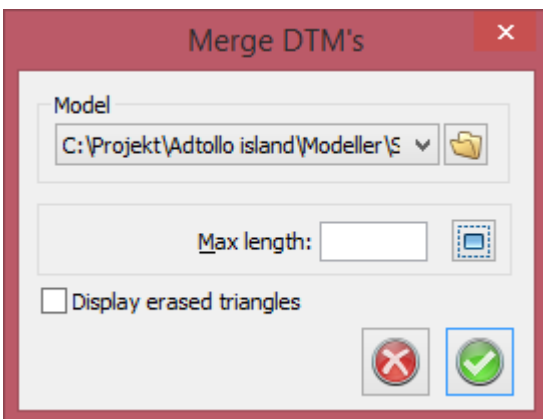 Merge DTM's
Model
C:\Projekt\Adtollo island\Modeller\S
Max length:
Display erased triangles